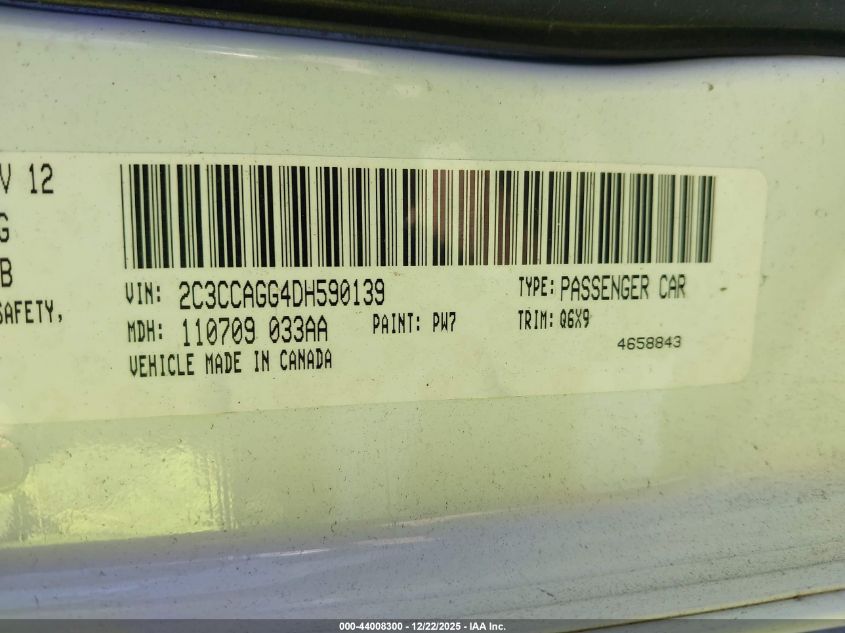 V 12
G
B
SAFETY,
VIN: 2C3CCAGG4DH590139
TYPE: PASSENGER CAR
MDH: 110709 033AA
PAINT: PW7
TRIM: Q6X9
VEHICLE MADE IN CANADA
4658843
000-44008300 - 12/22/2025 - IAA Inc.